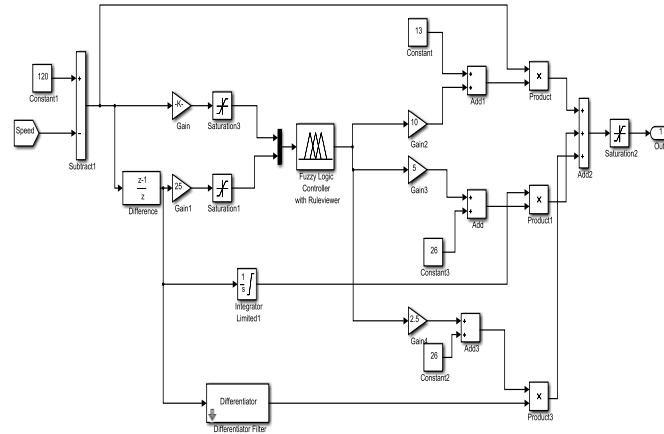 120
Constant1
Speed
Subtract1
-K-
Gain
Saturation3
z-1
z
Difference
25
Gain1
Saturation1
Fuzzy Logic
Controller
with Ruleviewer
13
Constant
10
Gain2
Add1
5
Gain3
26
Constant3
Add
1
s
Integrator
Limited1
2.5
Gain4
26
Constant2
Add3
Differentiator
Differentiator Filter
x
Product
x
Product1
x
Product3
Add2
Saturation2
1